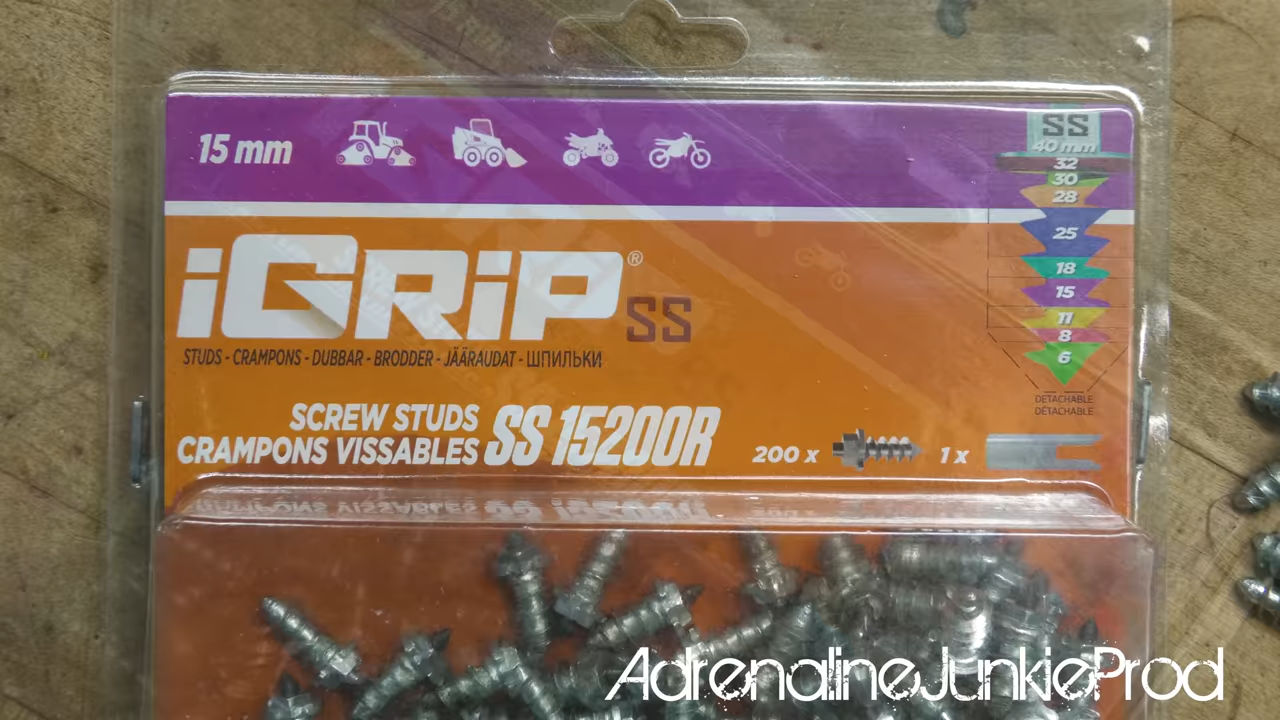 15 mm
SS
40 mm
32
30
28
25
18
15
11
8
6
DETACHABLE
DÉTACHABLE
iGRiP® SS
STUDS - CRAMPONS - DUBBAR - BRODDER - JÄÄRAUDAT - ШПИЛЬКИ
SCREW STUDS
CRAMPONS VISSABLES
SS 15200R
200 x
1 x
AdrenalineJunkieProd